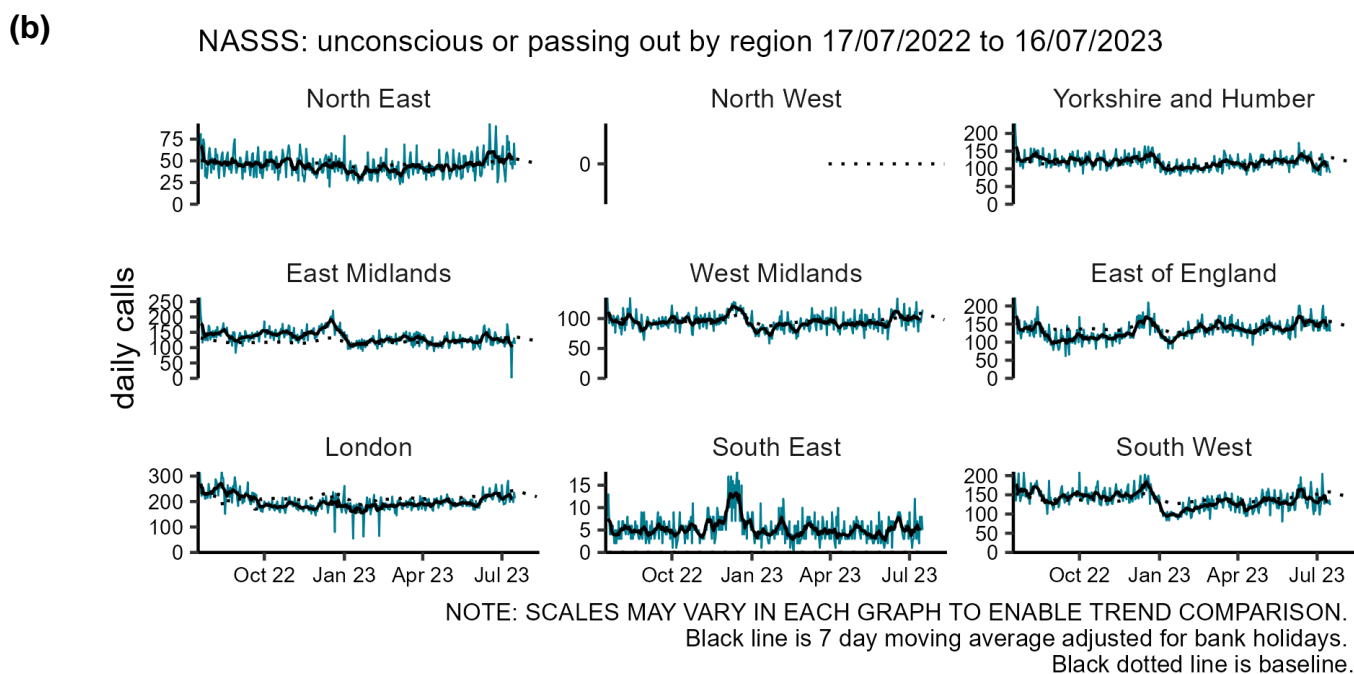 (b)
NASSS: unconscious or passing out by region 17/07/2022 to 16/07/2023
North East
75
50
25
0
North West
0
Yorkshire and Humber
200
150
100
50
0
daily calls
East Midlands
250
200
150
100
50
0
West Midlands
100
50
0
East of England
200
150
100
50
0
London
300
200
100
0
Oct 22 Jan 23 Apr 23 Jul 23
South East
15
10
5
0
Oct 22 Jan 23 Apr 23 Jul 23
South West
200
150
100
50
0
Oct 22 Jan 23 Apr 23 Jul 23
NOTE: SCALES MAY VARY IN EACH GRAPH TO ENABLE TREND COMPARISON.
Black line is 7 day moving average adjusted for bank holidays.
Black dotted line is baseline.